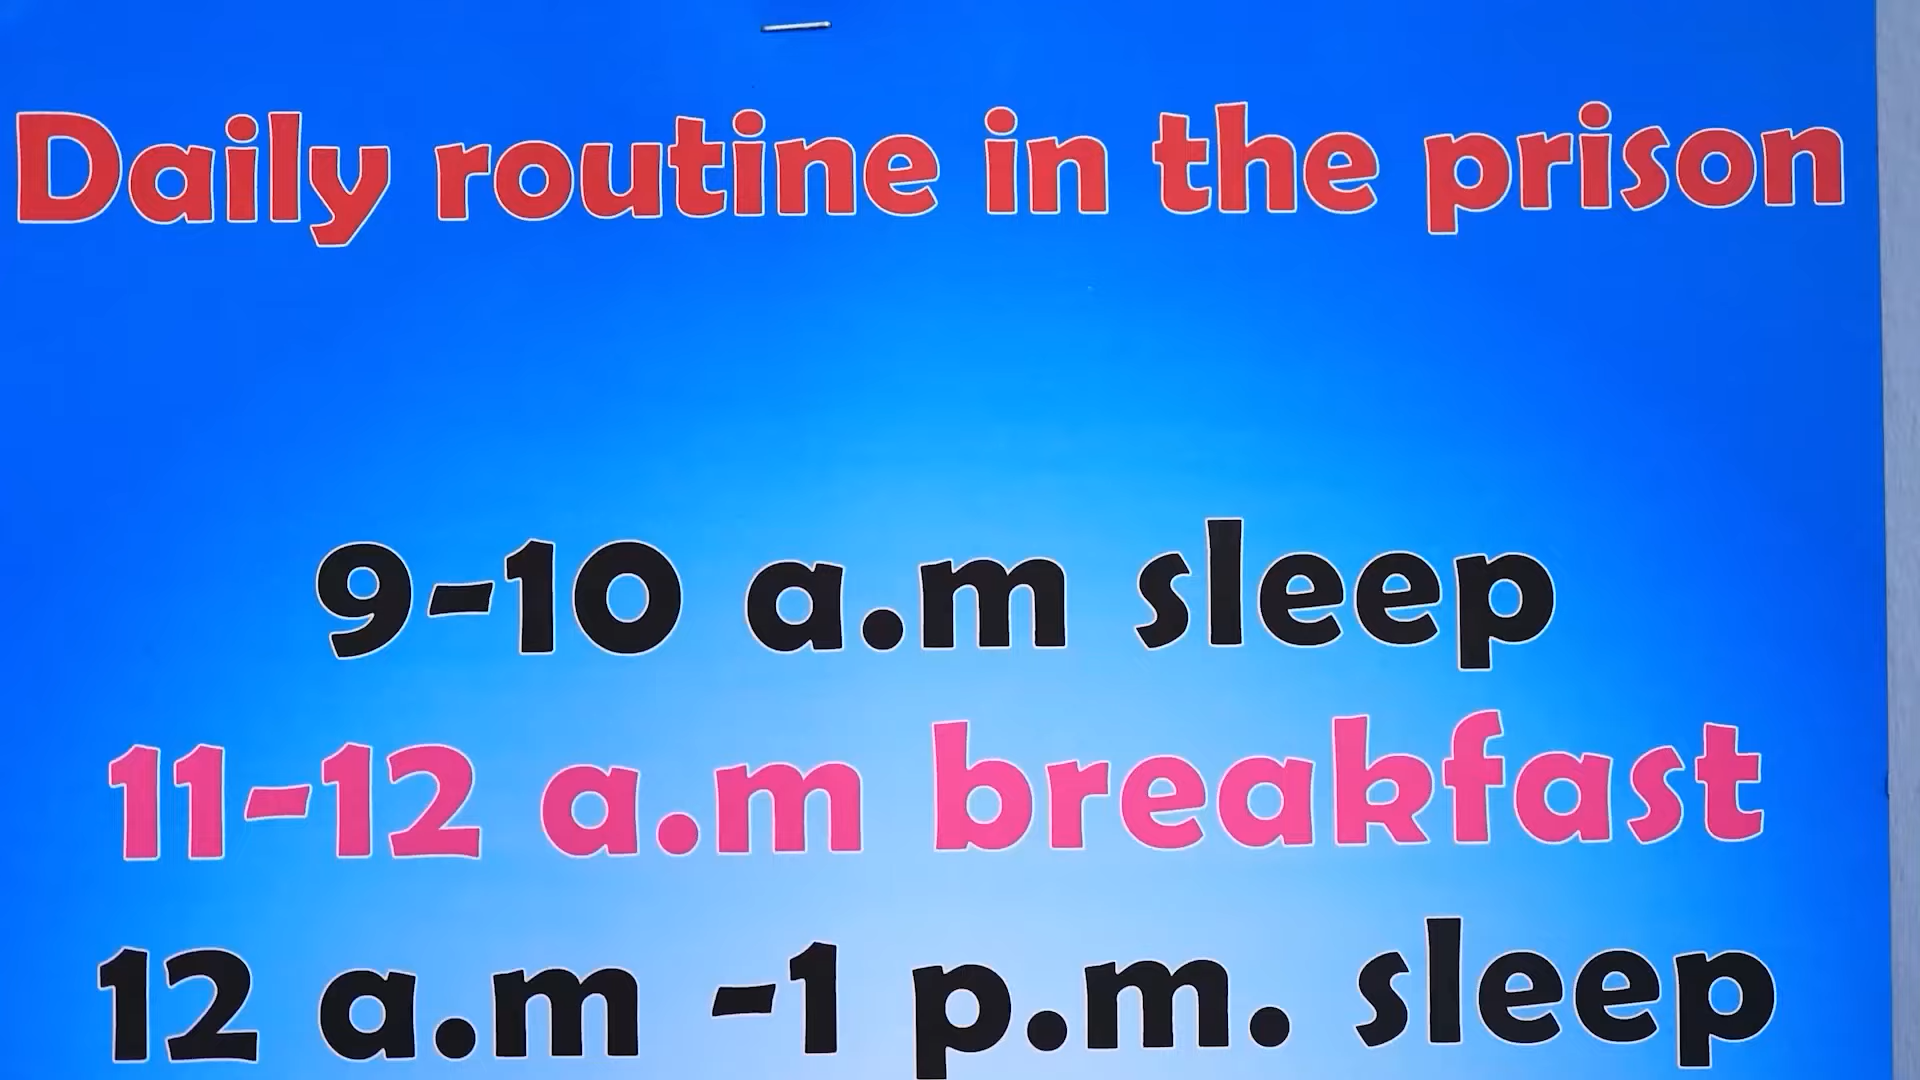 Daily routine in the prison
9-10 a.m sleep
11-12 a.m breakfast
12 a.m -1 p.m. sleep